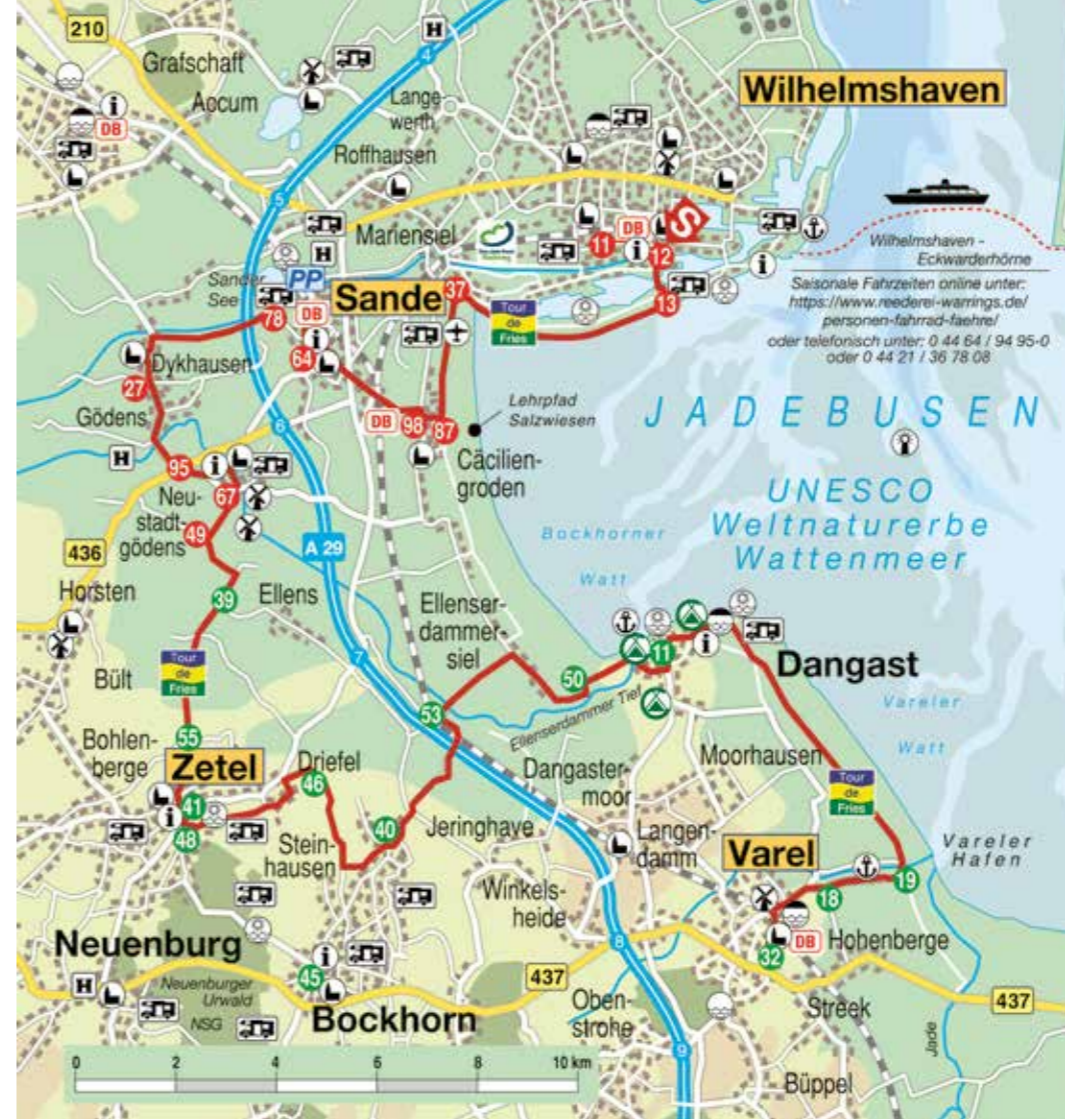 210
Grafschaft
Accum
H
4
Lange
werth
Wilhelmshaven
i
DB
Roffhausen
5
Mariensiel
11
DB
S
12
i
Wilhelmshaven -
Eckwarderhörne
Saisonale Fahrzeiten online unter:
https://www.reederei-warrings.de/
personen-fahrrad-faehre/
oder telefonisch unter: 0 44 64 / 94 95-0
oder 0 44 21 / 36 78 08
H
Sander
See
PP
Sande
37
13
i
Tour
de
Fries
78
DB
i
64
Dykhausen
27
Gödens
6
DB
98
87
Lehrpfad
Salzwiesen
JADEBUSEN
H
95
i
67
Cäcilien-
groden
Neu-
stadt-
gödens
49
UNESCO
Weltnaturerbe
Wattenmeer
436
A 29
Bockhorner
Watt
Horsten
39
Ellens
Ellenser-
dammer-
siel
Bült
Tour
de
Fries
7
50
11
i
Dangast
53
Ellenserdammer Tief
Vareler
Watt
55
Bohlen-
berge
Zetel
Driefel
46
Dangaster-
moor
Moorhausen
Tour
de
Fries
41
i
48
40
Jeringhave
Stein-
hausen
Langen-
damm
Varel
Vareler
Hafen
19
18
Winkels-
heide
8
32
DB
Hohenberge
Neuenburg
i
45
437
H
Neuenburger
Urwald
NSG
Bockhorn
Oben-
strohe
Streek
437
9
Jade
Büppel
0 2 4 6 8 10 km